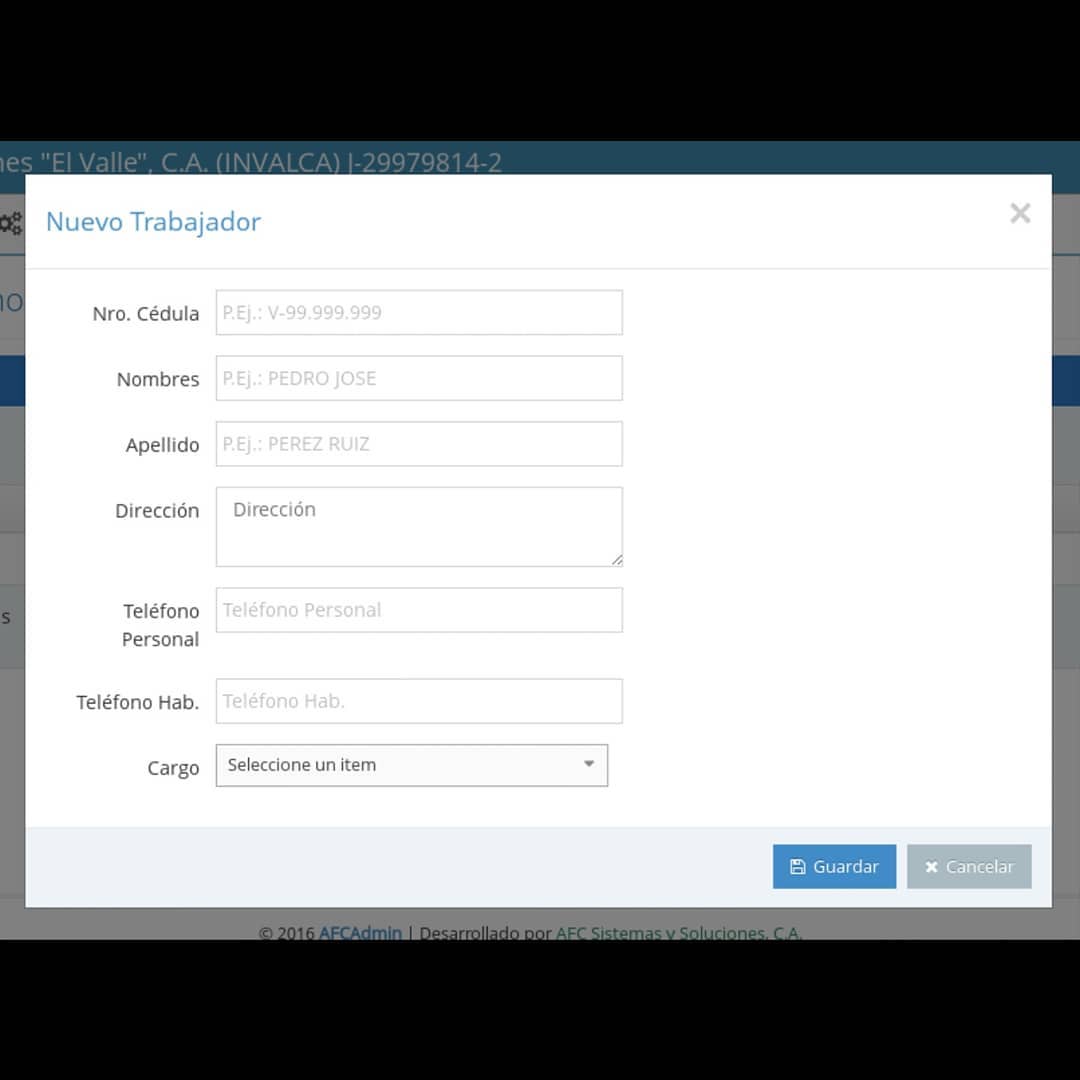 "El Valle", C.A. (INVALCA) J-29979814-2
Nuevo Trabajador
Nro. Cédula P.Ej.: V-99.999.999
Nombres P.Ej.: PEDRO JOSE
Apellido P.Ej.: PEREZ RUIZ
Dirección Dirección
Teléfono Personal Teléfono Personal
Teléfono Hab. Teléfono Hab.
Cargo Seleccione un item
Guardar Cancelar
© 2016 AFCAdmin | Desarrollado por AFC Sistemas y Soluciones, C.A.